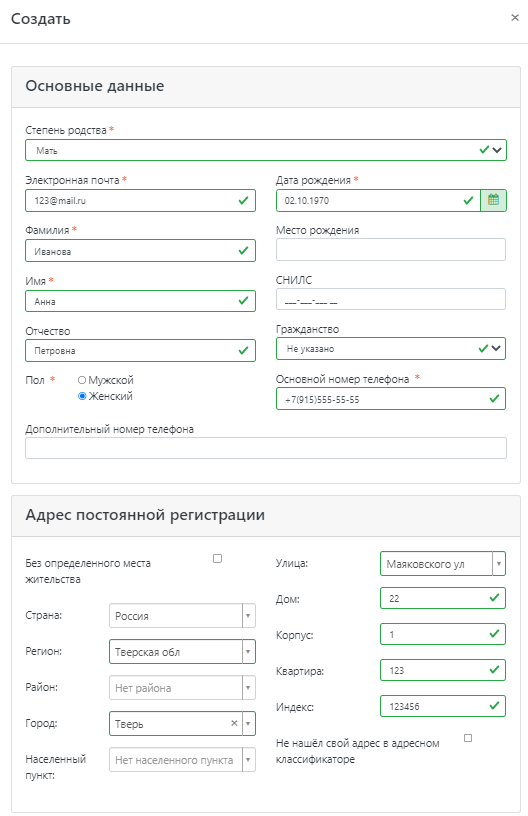 Создать
×
Основные данные
Степень родства *
Мать
Электронная почта *
123@mail.ru
Дата рождения *
02.10.1970
Фамилия *
Иванова
Место рождения
Имя *
Анна
СНИЛС
___-___-___ __
Отчество
Петровна
Гражданство
Не указано
Пол *
Мужской
Женский
Основной номер телефона *
+7(915)555-55-55
Дополнительный номер телефона
Адрес постоянной регистрации
Без определенного места
жительства
Страна:
Россия
Регион:
Тверская обл
Район:
Нет района
Город:
Тверь ×
Населенный
пункт:
Нет населенного пункта
Улица:
Маяковского ул
Дом:
22
Корпус:
1
Квартира:
123
Индекс:
123456
Не нашёл свой адрес в адресном
классификаторе